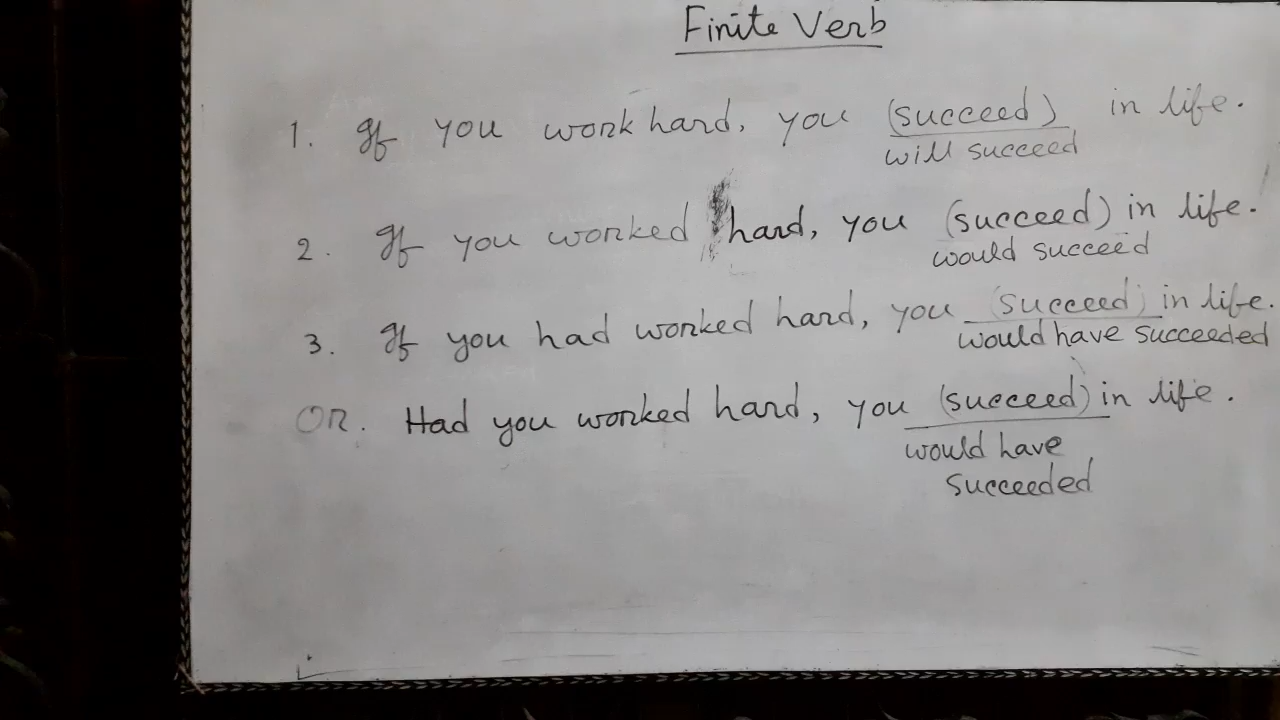 Finite Verb
1. If you work hard, you (succeed) in life.
will succeed
2. If you worked hard, you (succeed) in life.
would succeed
3. If you had worked hard, you (succeed) in life.
would have succeeded
OR. Had you worked hard, you (succeed) in life.
would have
succeeded